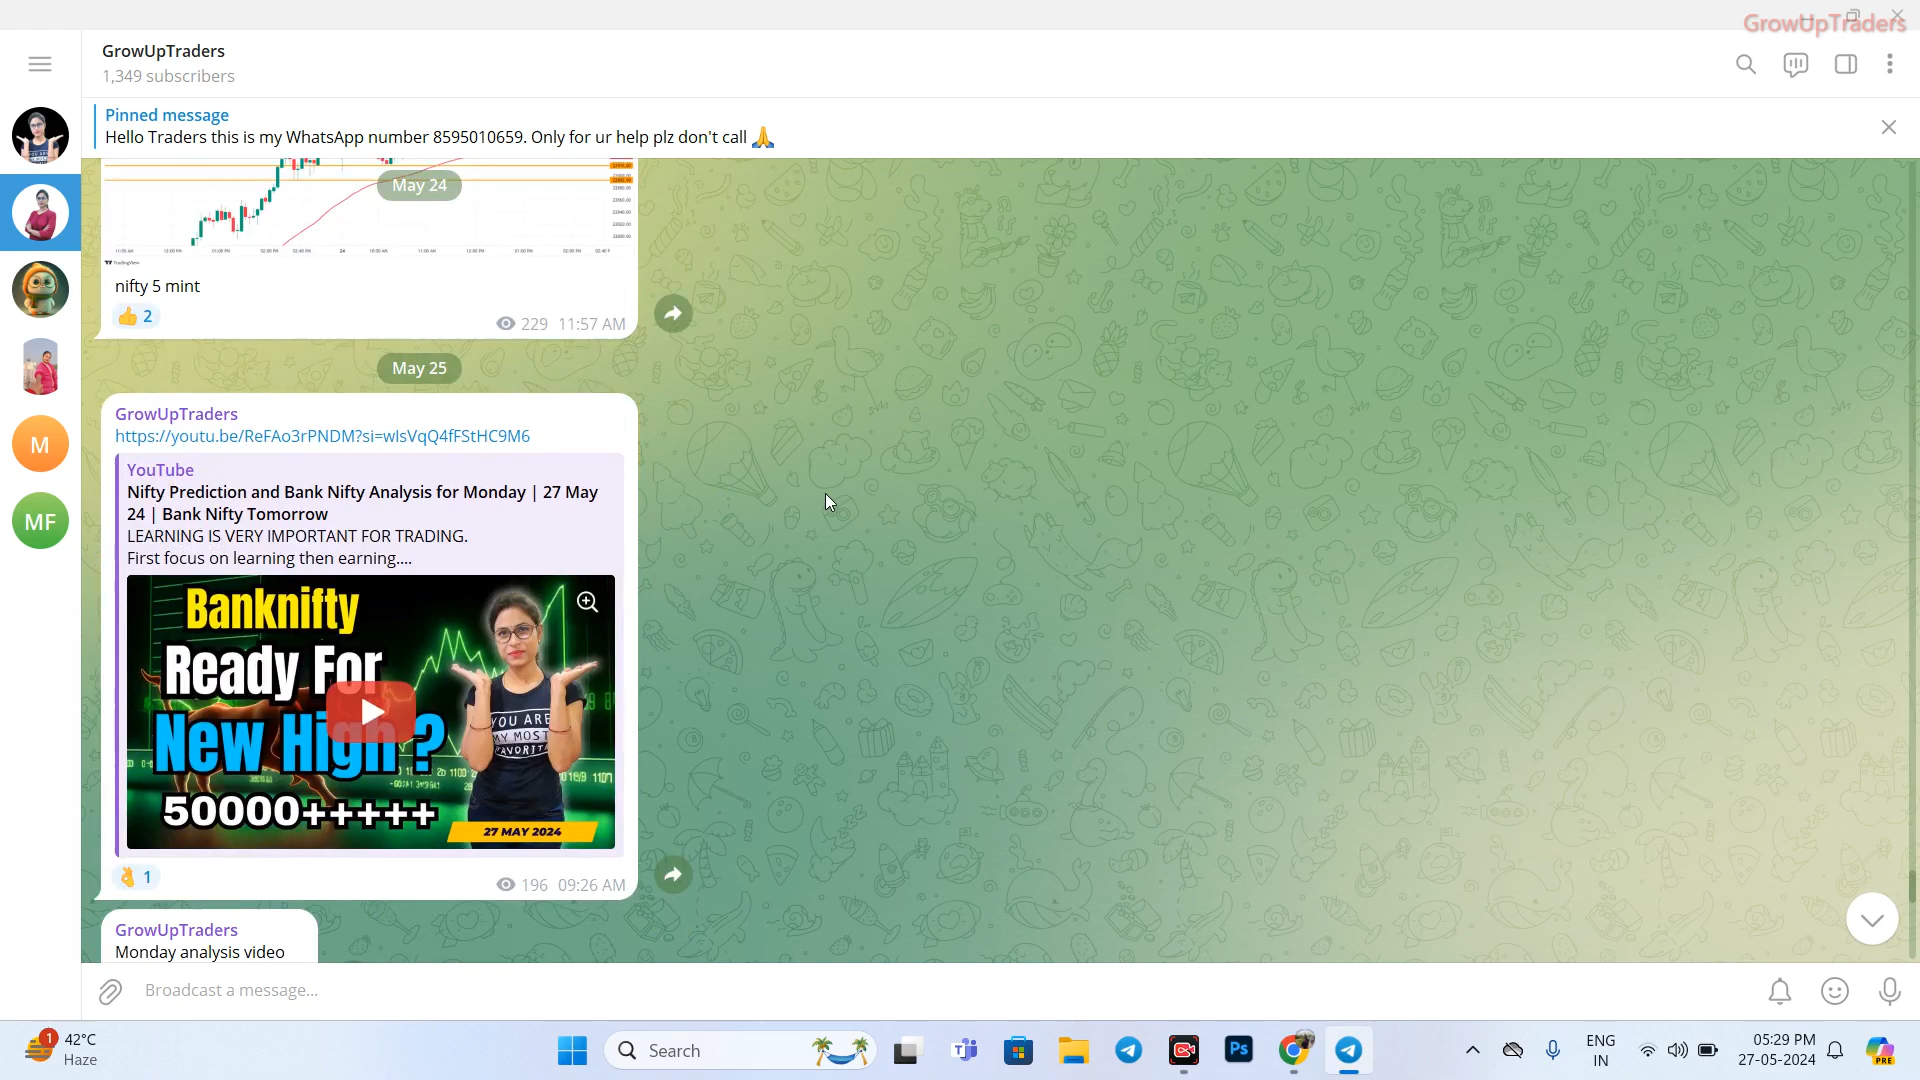 GrowUpTraders
GrowUpTraders
1,349 subscribers
Pinned message
Hello Traders this is my WhatsApp number 8595010659. Only for ur help plz don't call 🙏
May 24
TradingView
nifty 5 mint
👍 2
229 11:57 AM
May 25
GrowUpTraders
https://youtu.be/ReFAo3rPNDM?si=wIsVqQ4fFStHC9M6
YouTube
Nifty Prediction and Bank Nifty Analysis for Monday | 27 May
24 | Bank Nifty Tomorrow
LEARNING IS VERY IMPORTANT FOR TRADING.
First focus on learning then earning....
Banknifty
Ready For
New High ?
50000+++++
YOU ARE
MY MOST
27 MAY 2024
👌 1
196 09:26 AM
GrowUpTraders
Monday analysis video
M
MF
Broadcast a message...
1
42°C
Haze
Search
Ps
ENG
IN
05:29 PM
27-05-2024
PRE